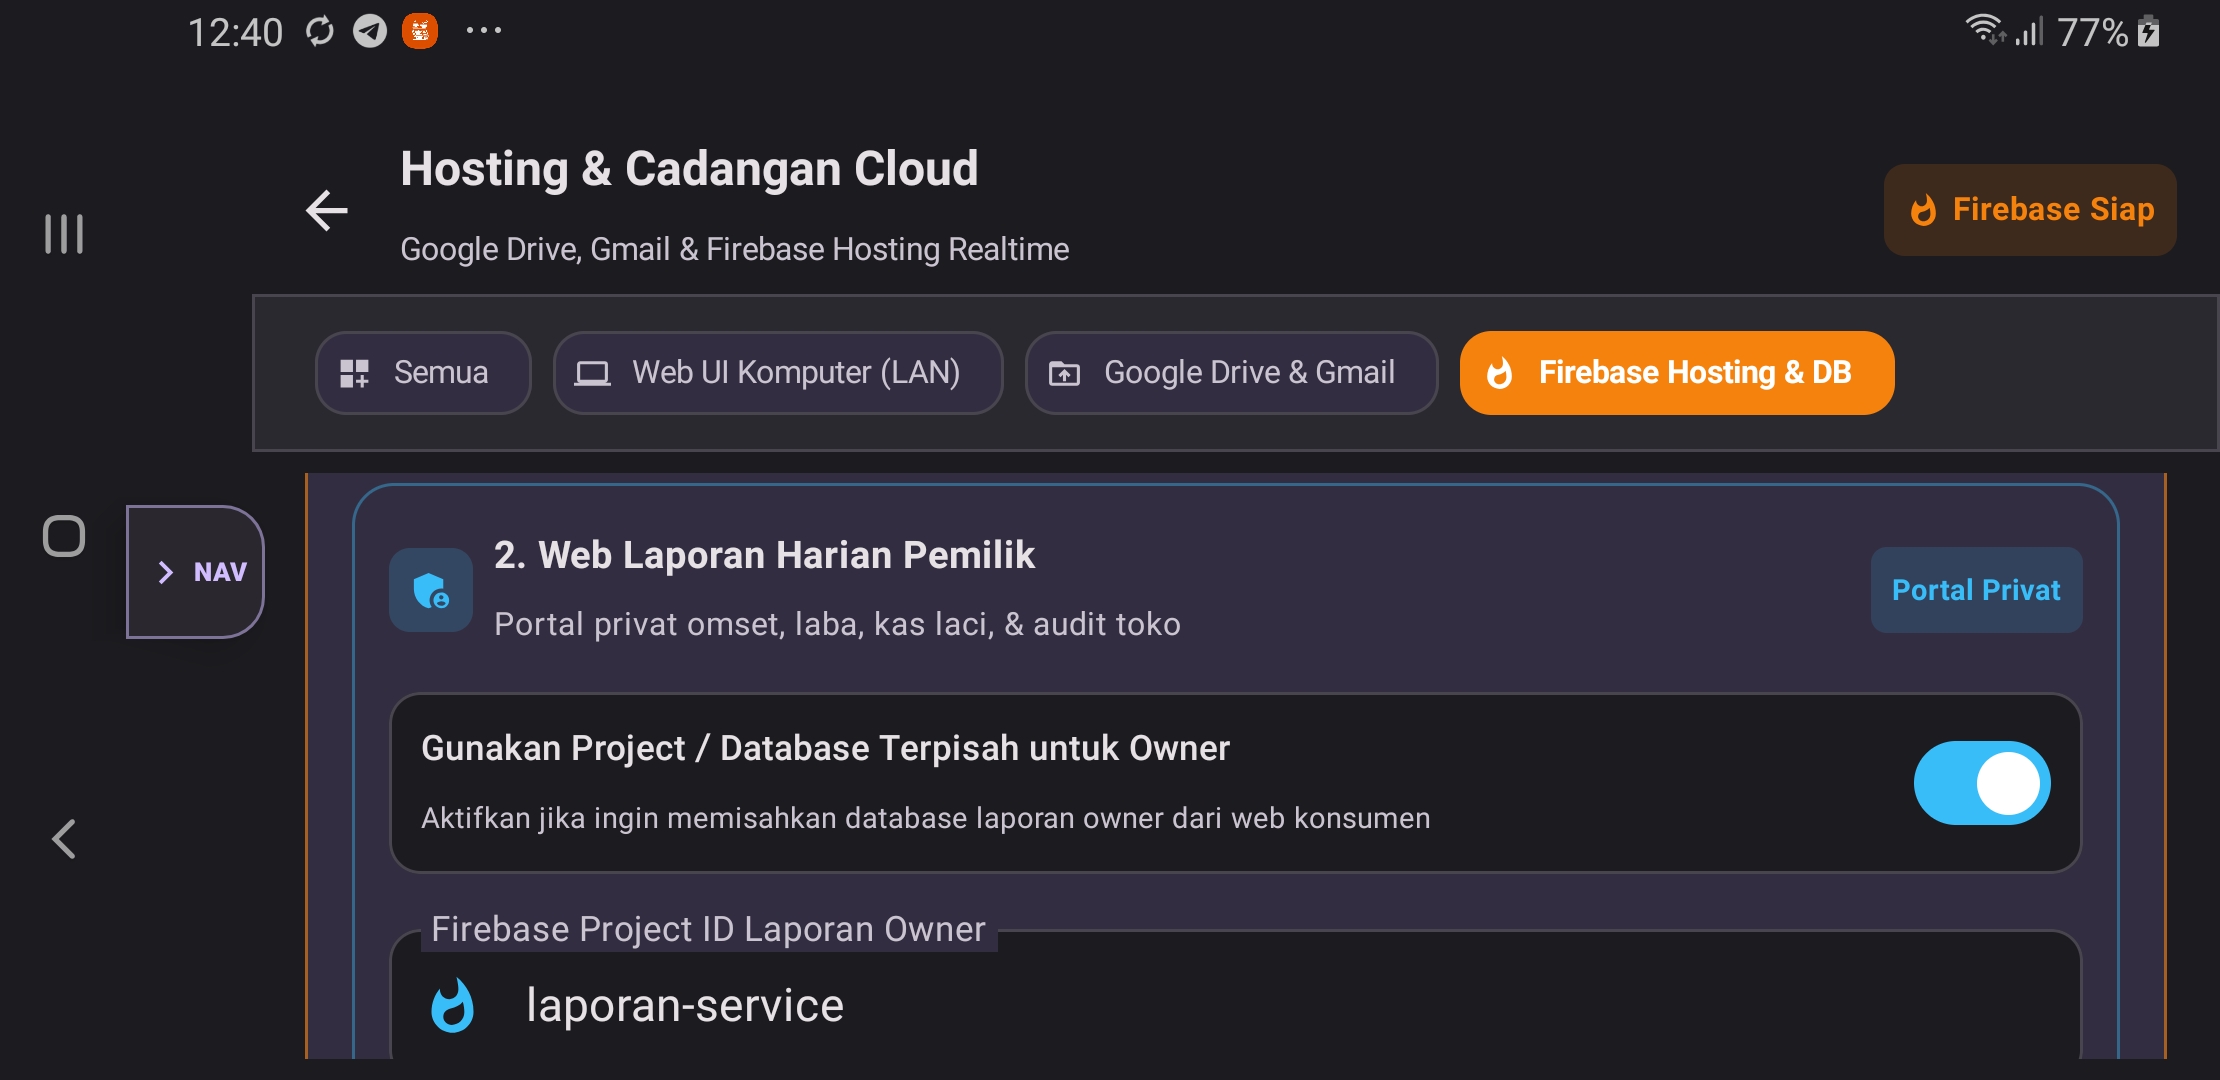 12:40
77%
Hosting & Cadangan Cloud
Google Drive, Gmail & Firebase Hosting Realtime
Firebase Siap
Semua
Web UI Komputer (LAN)
Google Drive & Gmail
Firebase Hosting & DB
NAV
2. Web Laporan Harian Pemilik
Portal privat omset, laba, kas laci, & audit toko
Portal Privat
Gunakan Project / Database Terpisah untuk Owner
Aktifkan jika ingin memisahkan database laporan owner dari web konsumen
Firebase Project ID Laporan Owner
laporan-service